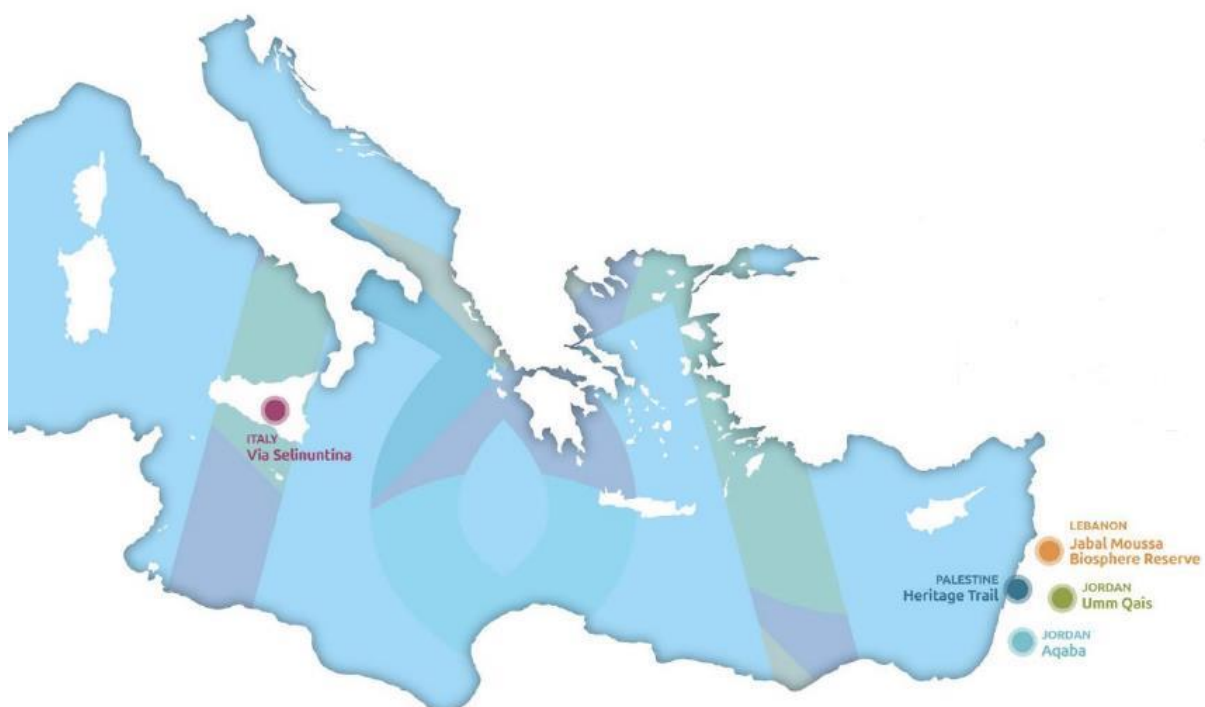 ITALY
Via Selinuntina
LEBANON
Jabal Moussa
Biosphere Reserve
PALESTINE
Heritage Trail
JORDAN
Umm Qais
JORDAN
Aqaba